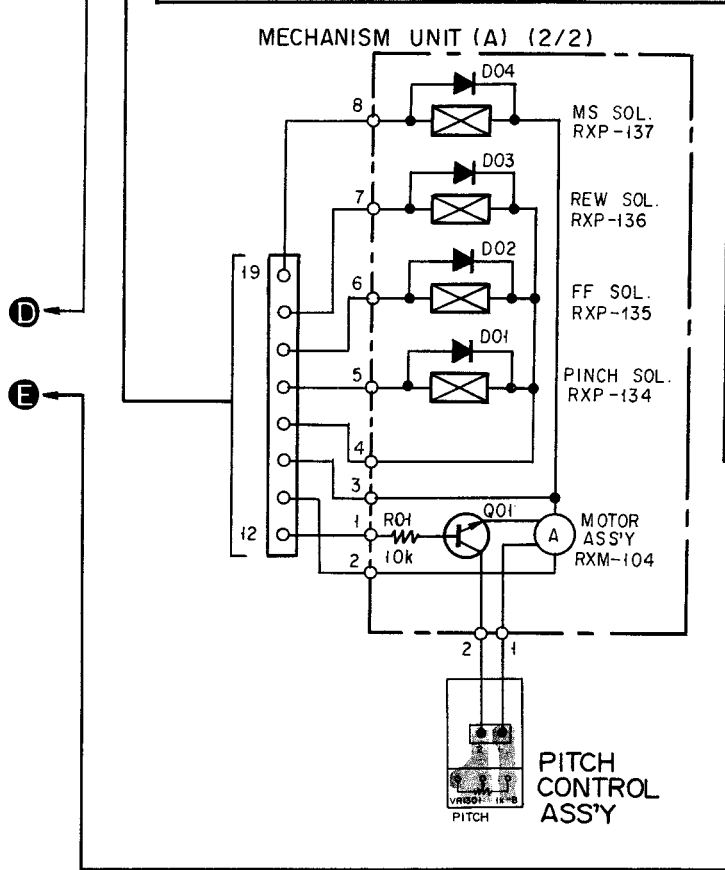 MECHANISM UNIT (A) (2/2)
D04
8
MS SOL.
RXP-137
D03
7
REW SOL.
RXP-136
19
D02
6
FF SOL.
RXP-135
D
D01
5
PINCH SOL.
RXP-134
E
4
3
Q01
12
1
R01
10k
A
MOTOR
ASS'Y
RXM-104
2
2
1
PITCH
CONTROL
ASS'Y
VR1301
PITCH